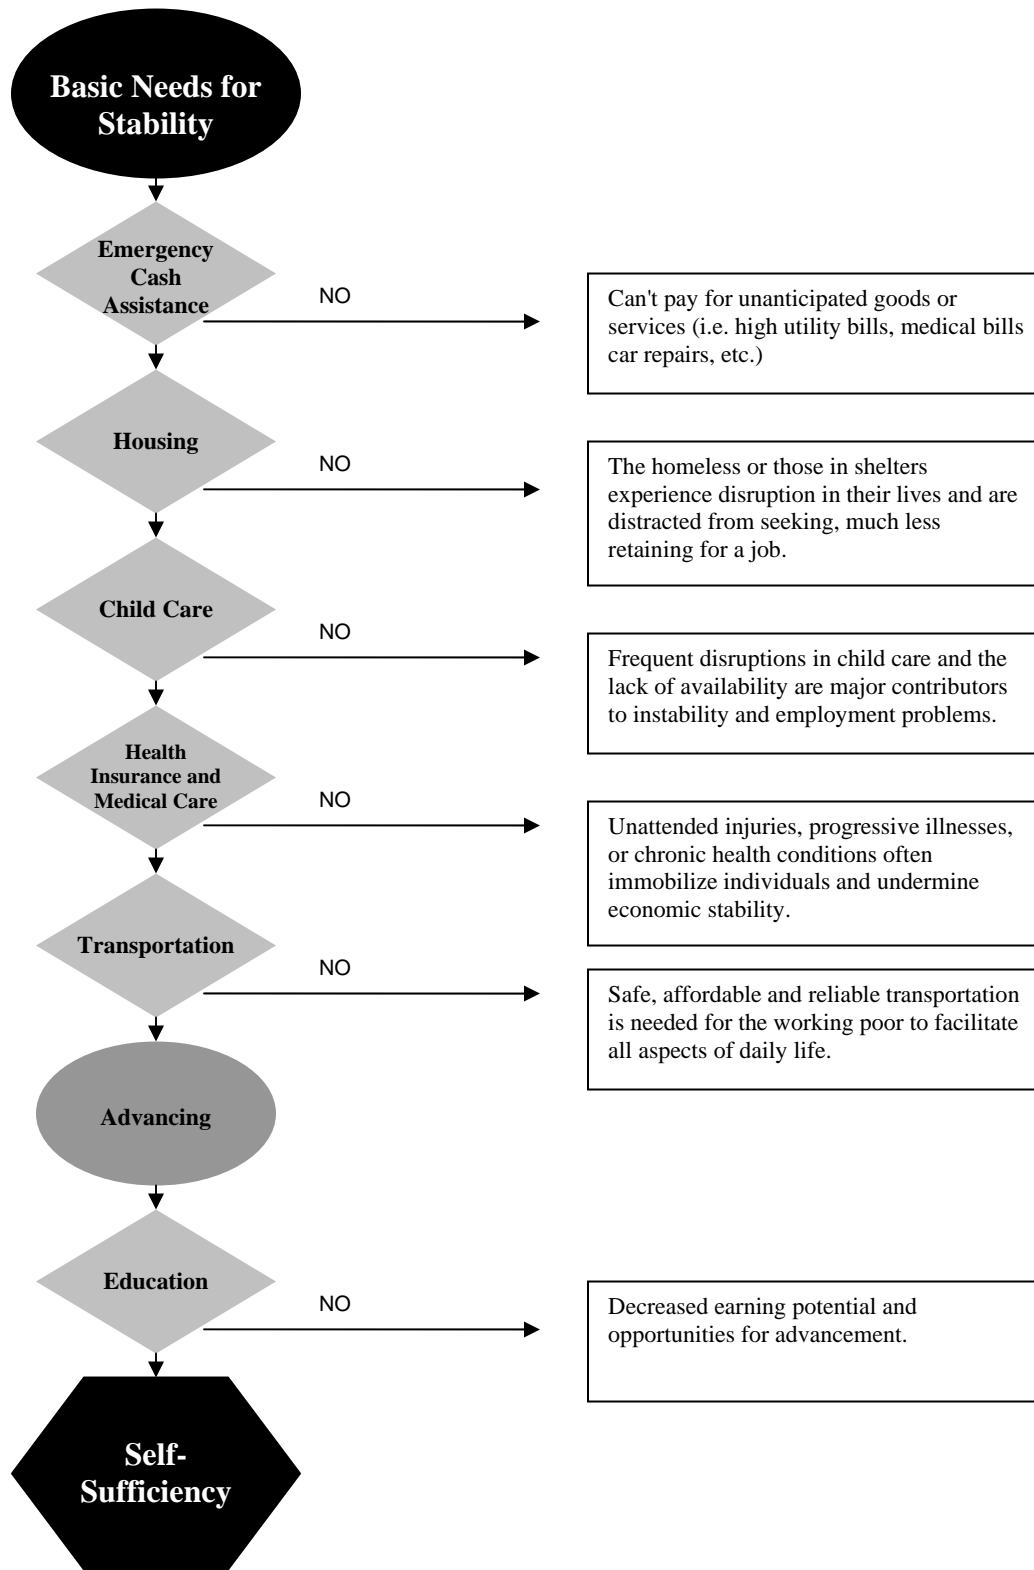 Basic Needs for
Stability
Emergency
Cash
Assistance
NO
Can't pay for unanticipated goods or
services (i.e. high utility bills, medical bills
car repairs, etc.)
Housing
NO
The homeless or those in shelters
experience disruption in their lives and are
distracted from seeking, much less
retaining for a job.
Child Care
NO
Frequent disruptions in child care and the
lack of availability are major contributors
to instability and employment problems.
Health
Insurance and
Medical Care
NO
Unattended injuries, progressive illnesses,
or chronic health conditions often
immobilize individuals and undermine
economic stability.
Transportation
NO
Safe, affordable and reliable transportation
is needed for the working poor to facilitate
all aspects of daily life.
Advancing
Education
NO
Decreased earning potential and
opportunities for advancement.
Self-
Sufficiency